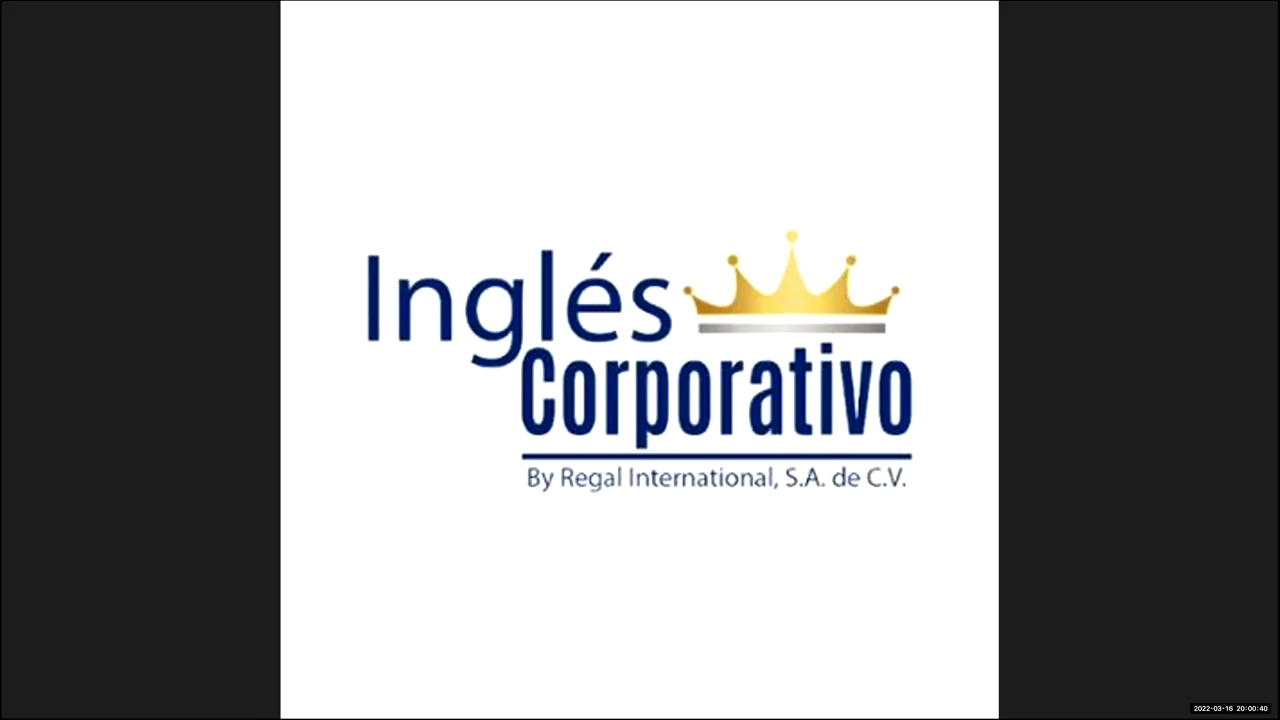 Inglés
Corporativo
By Regal International, S.A. de C.V.
2022-03-16 20:00:40